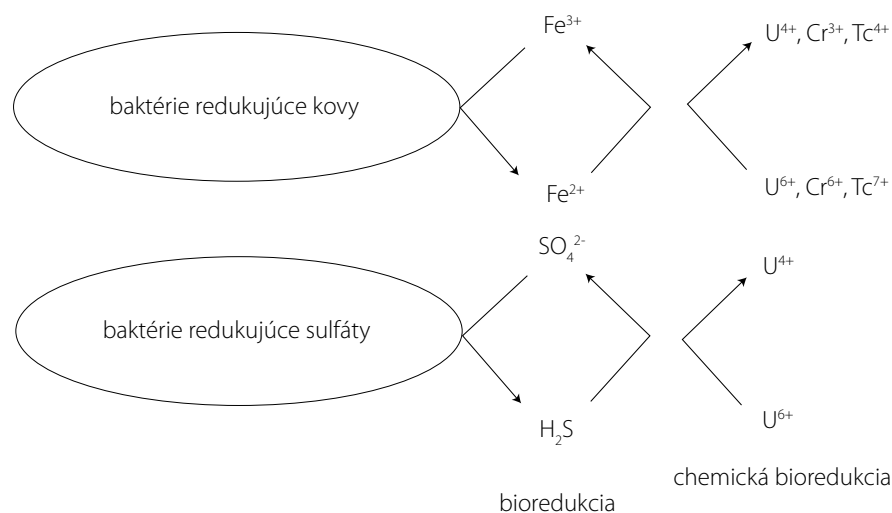 Fe³⁺
U⁴⁺, Cr³⁺, Tc⁴⁺
baktérie redukujúce kovy
Fe²⁺
U⁶⁺, Cr⁶⁺, Tc⁷⁺
SO₄²⁻
U⁴⁺
baktérie redukujúce sulfáty
H₂S
U⁶⁺
chemická bioredukcia
bioredukcia